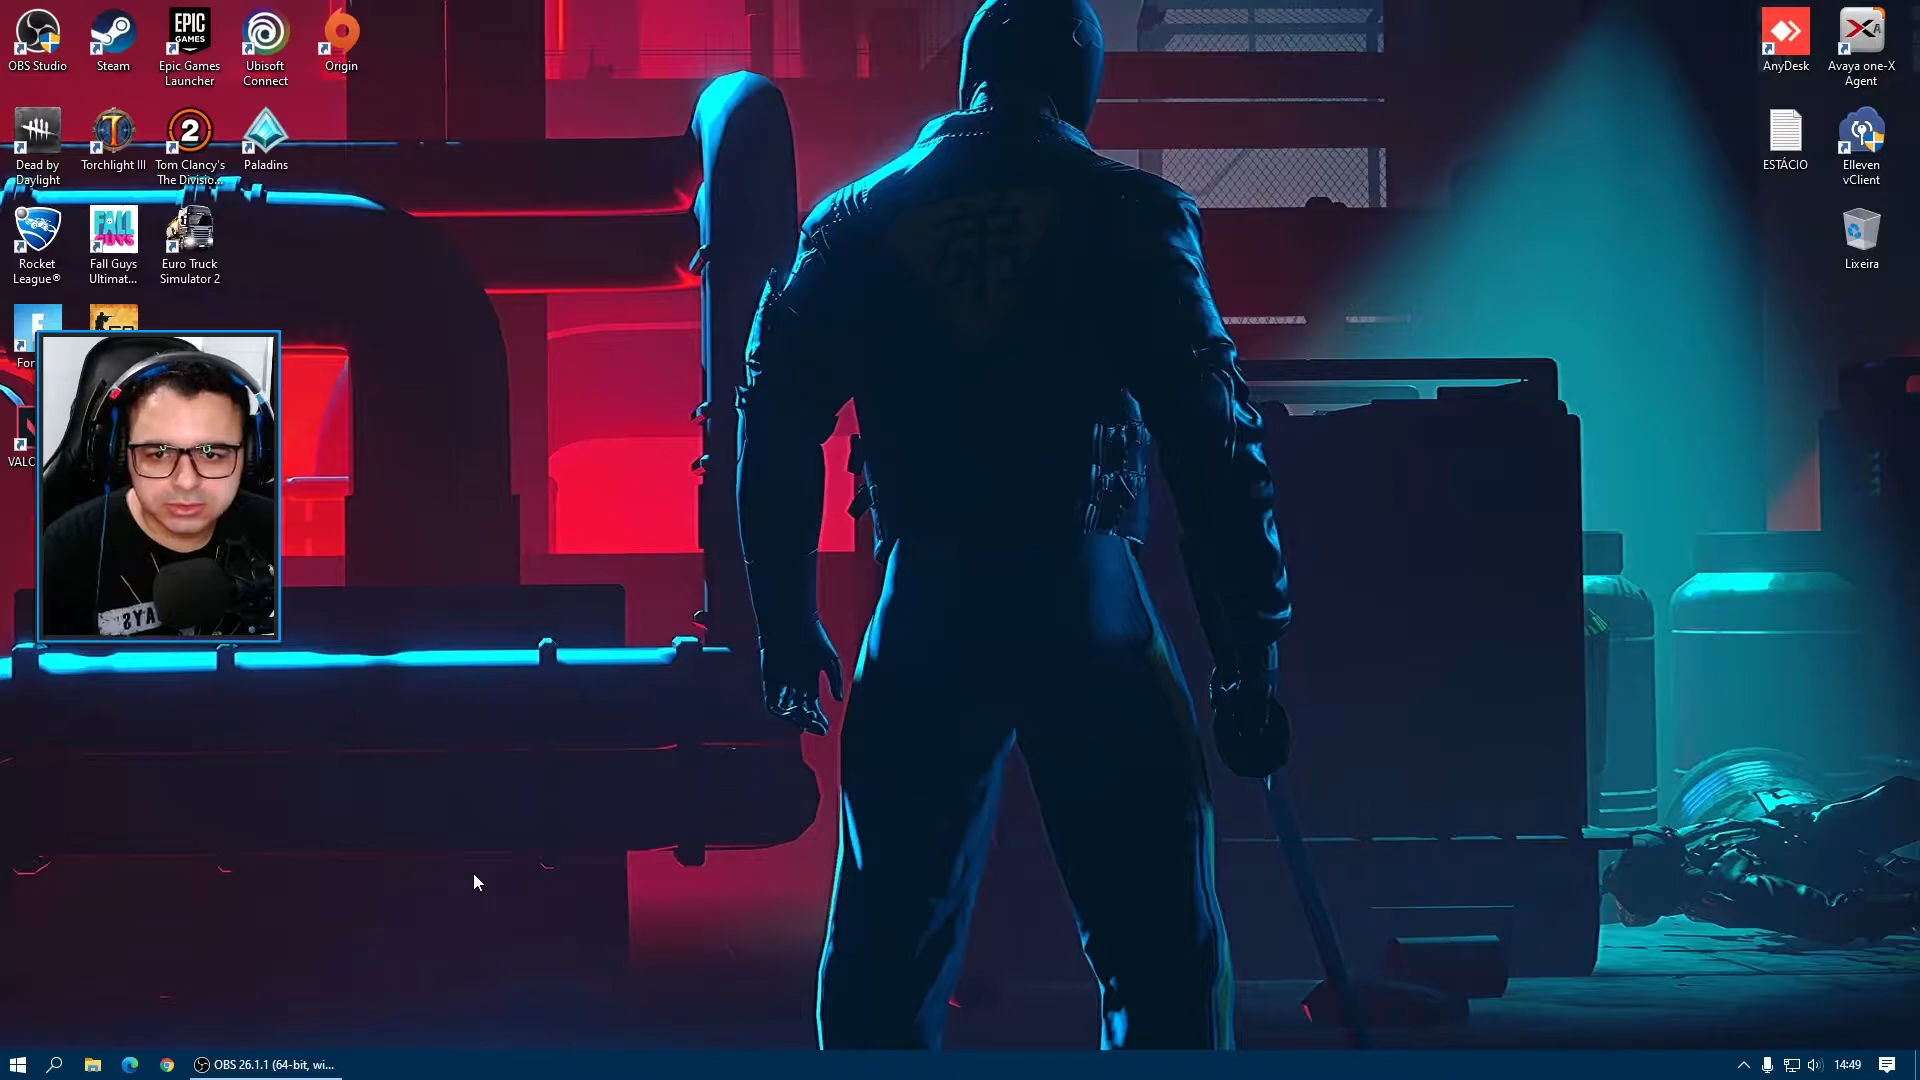 OBS Studio
Steam
EPIC
GAMES
Epic Games
Launcher
Ubisoft
Connect
Origin
AnyDesk
Avaya one-X
Agent
Dead by
Daylight
Torchlight III
2
Tom Clancy's
The Divisio...
Paladins
ESTÁCIO
Elleven
vClient
Rocket
League®
FALL
GUYS
Fall Guys
Ultimat...
Euro Truck
Simulator 2
Lixeira
For
VALO
OBS 26.1.1 (64-bit, wi...
14:49